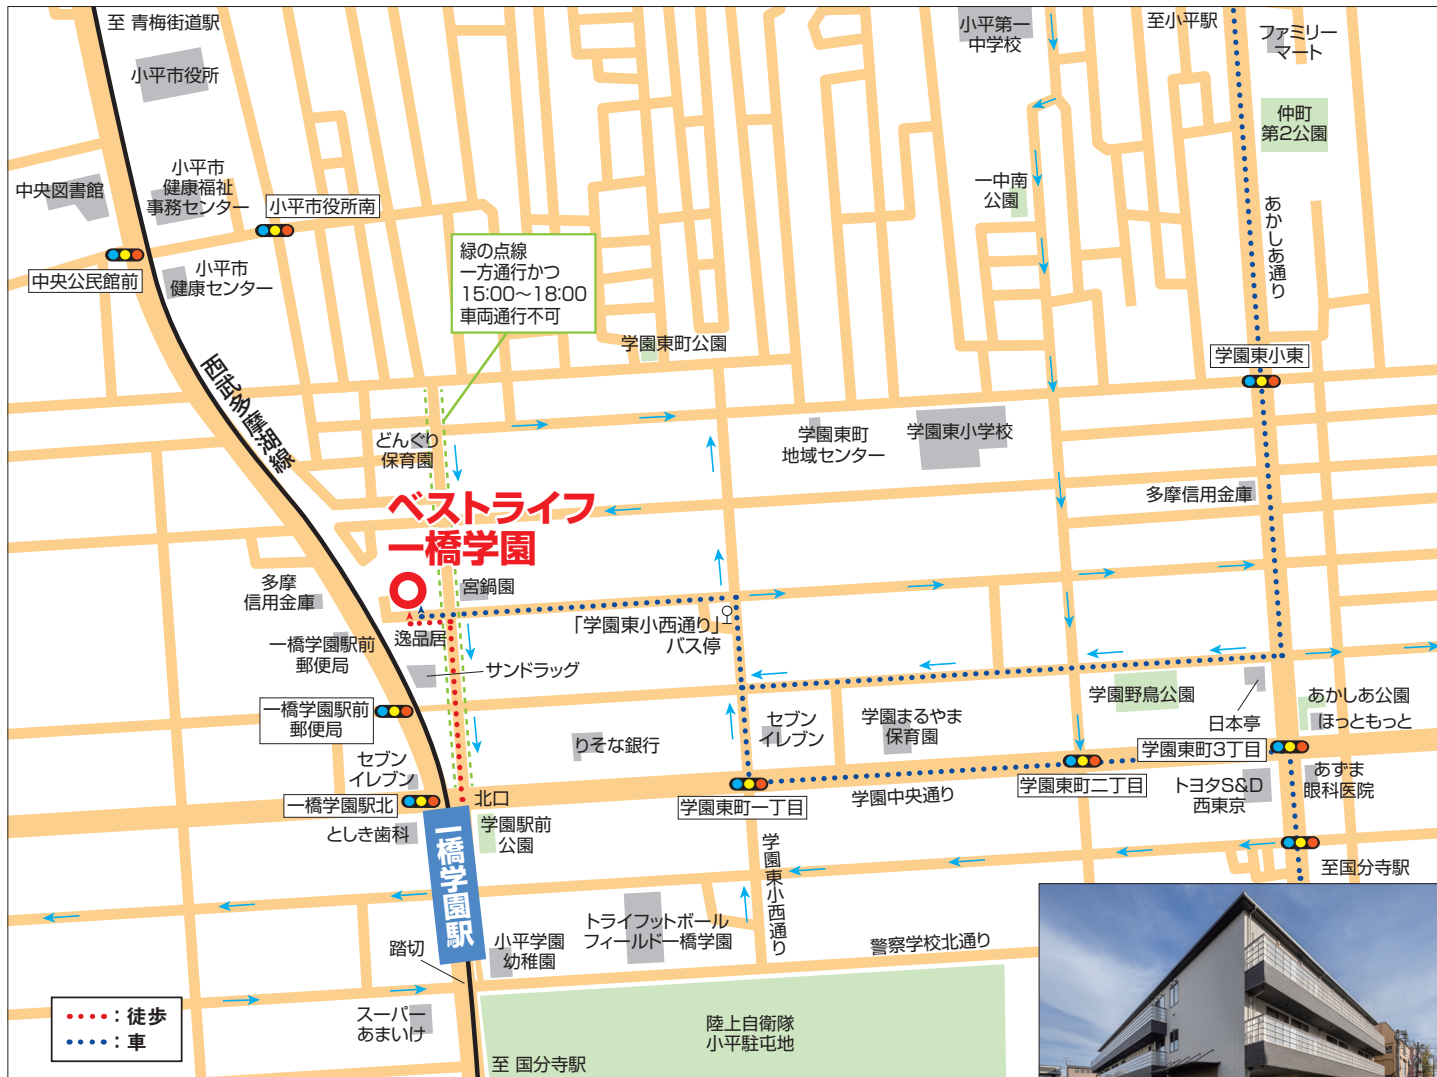 至 青梅街道駅
小平市役所
小平第一
中学校
至小平駅
ファミリー
マート
仲町
第2公園
中央図書館
小平市
健康福祉
事務センター
小平市役所南
一中南
公園
あかしあ通り
中央公民館前
小平市
健康センター
緑の点線
一方通行かつ
15:00〜18:00
車両通行不可
学園東町公園
学園東小東
西武多摩湖線
どんぐり
保育園
学園東町
地域センター
学園東小学校
多摩信用金庫
ベストライフ
一橋学園
多摩
信用金庫
宮鍋園
逸品居
「学園東小西通り」
バス停
一橋学園駅前
郵便局
サンドラッグ
学園野鳥公園
あかしあ公園
日本亭
ほっともっと
一橋学園駅前
郵便局
りそな銀行
セブン
イレブン
学園まるやま
保育園
学園東町3丁目
セブン
イレブン
学園東町二丁目
トヨタS&D
西東京
あずま
眼科医院
一橋学園駅北
北口
学園東町一丁目
学園中央通り
としき歯科
学園駅前
公園
一橋学園駅
学園東小西通り
至国分寺駅
踏切
小平学園
幼稚園
トライフットボール
フィールド一橋学園
警察学校北通り
：徒歩
：車
スーパー
あまいけ
陸上自衛隊
小平駐屯地
至 国分寺駅